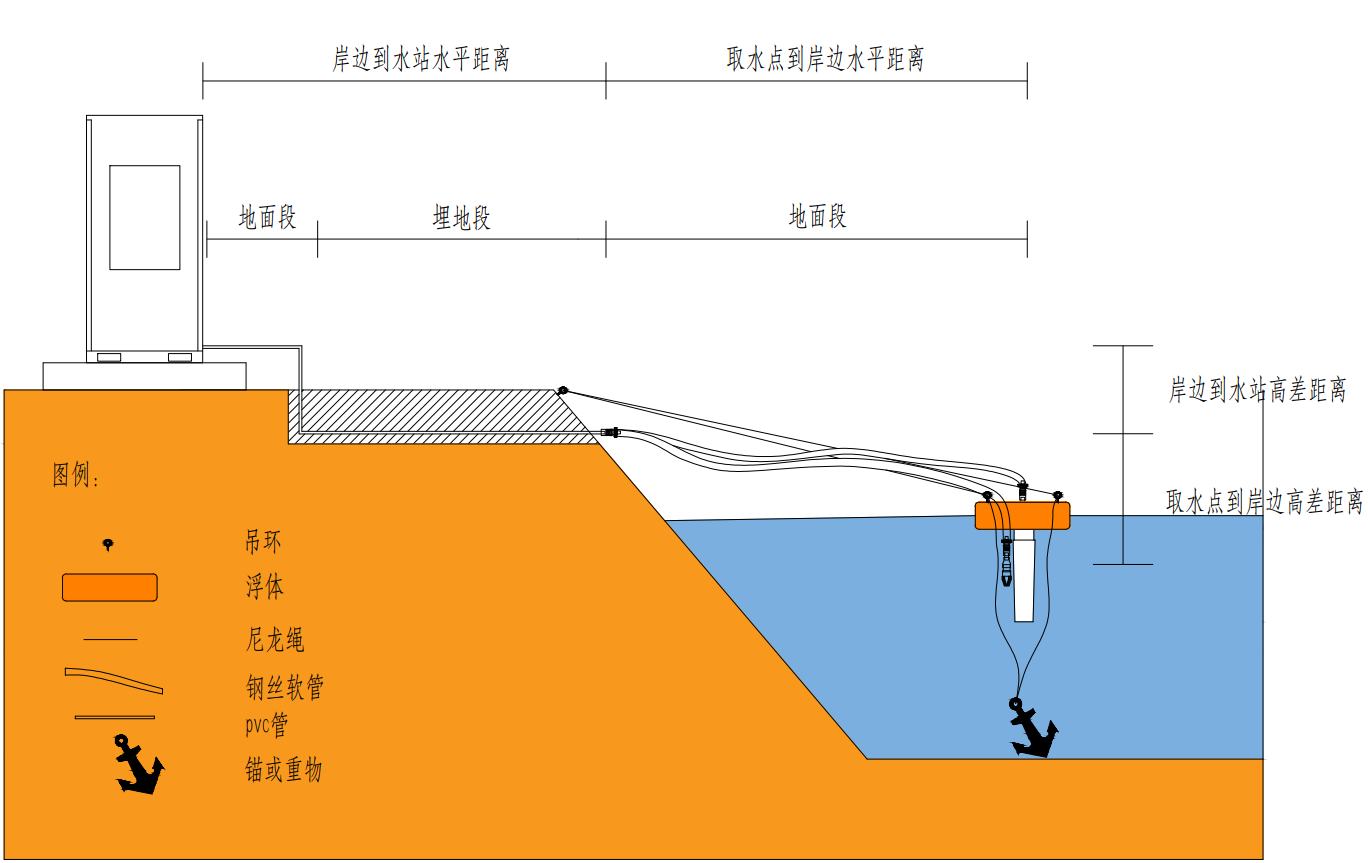 岸边到水站水平距离
取水点到岸边水平距离
地面段
埋地段
地面段
岸边到水站高差距离
取水点到岸边高差距离
图例:
吊环
浮体
尼龙绳
钢丝软管
pvc管
锚或重物